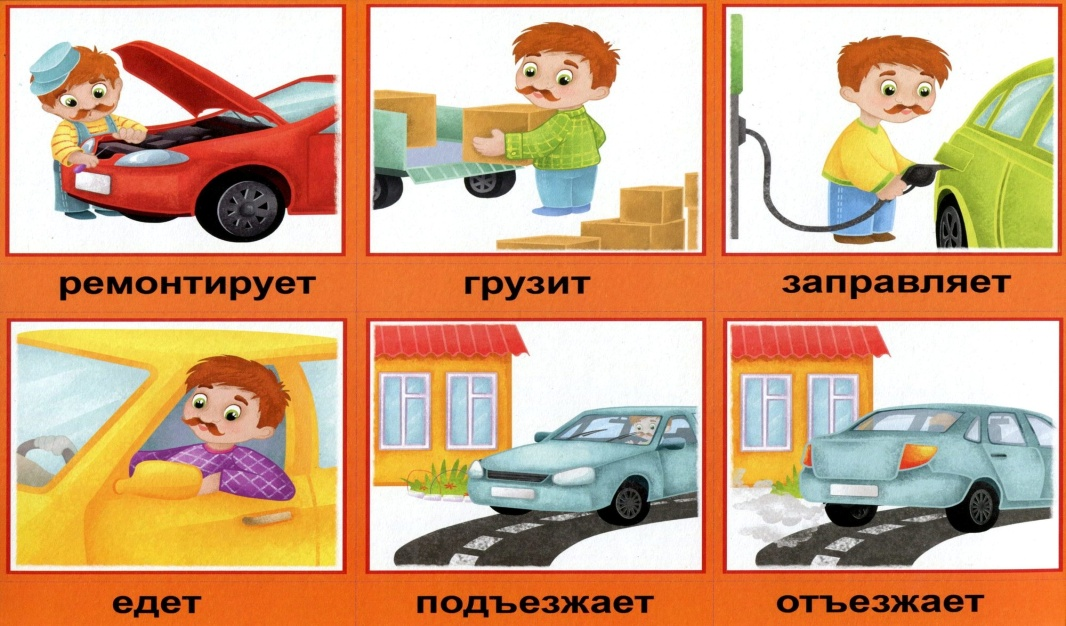 ремонтирует
грузит
заправляет
едет
подъезжает
отъезжает